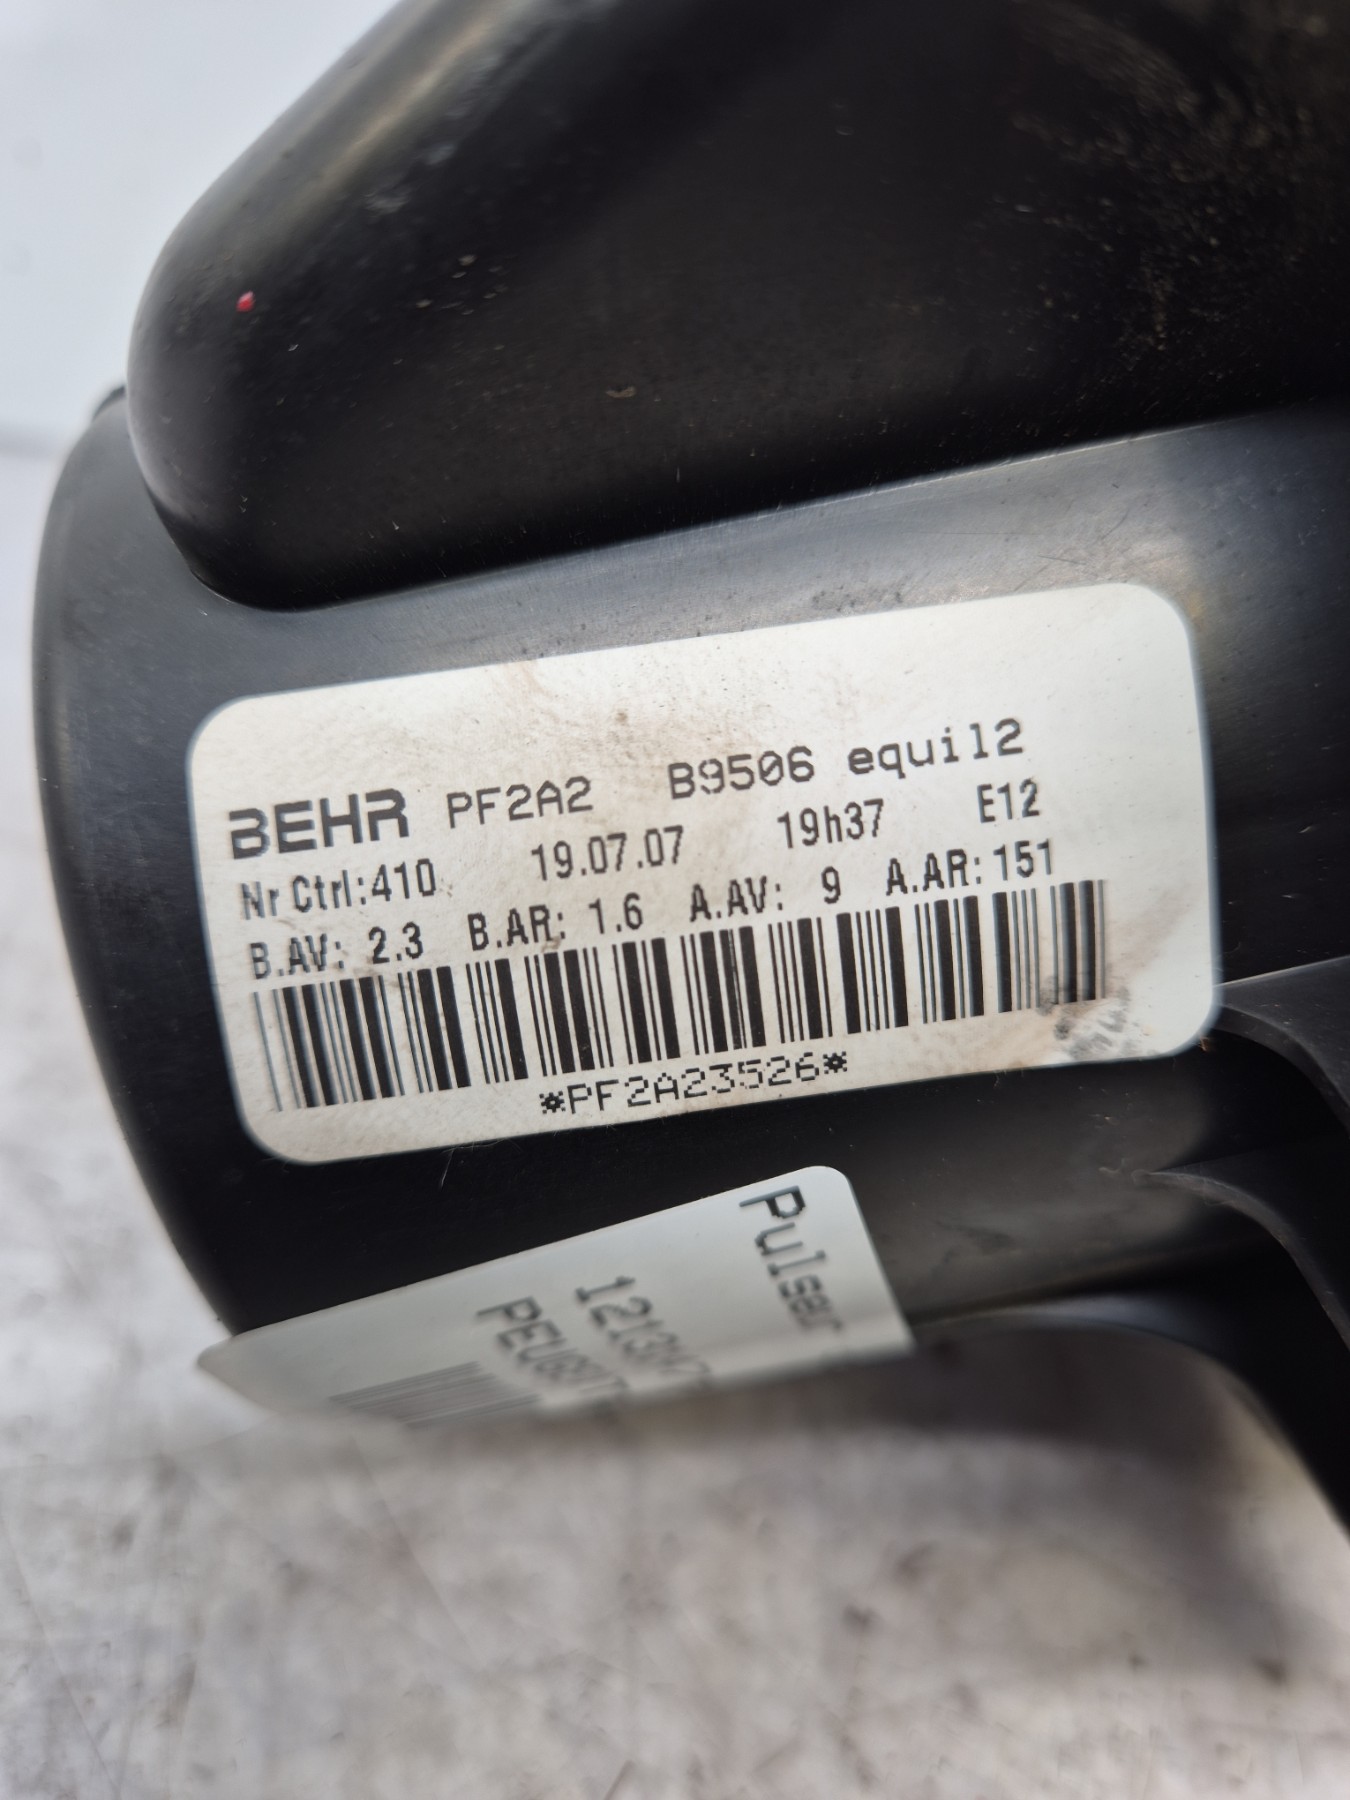 BEHR PF2A2 B9506 equil2
Nr Ctrl:410 19.07.07 19h37 E12
B.AV: 2.3 B.AR: 1.6 A.AV: 9 A.AR:151
*PF2A23526*
Pulser